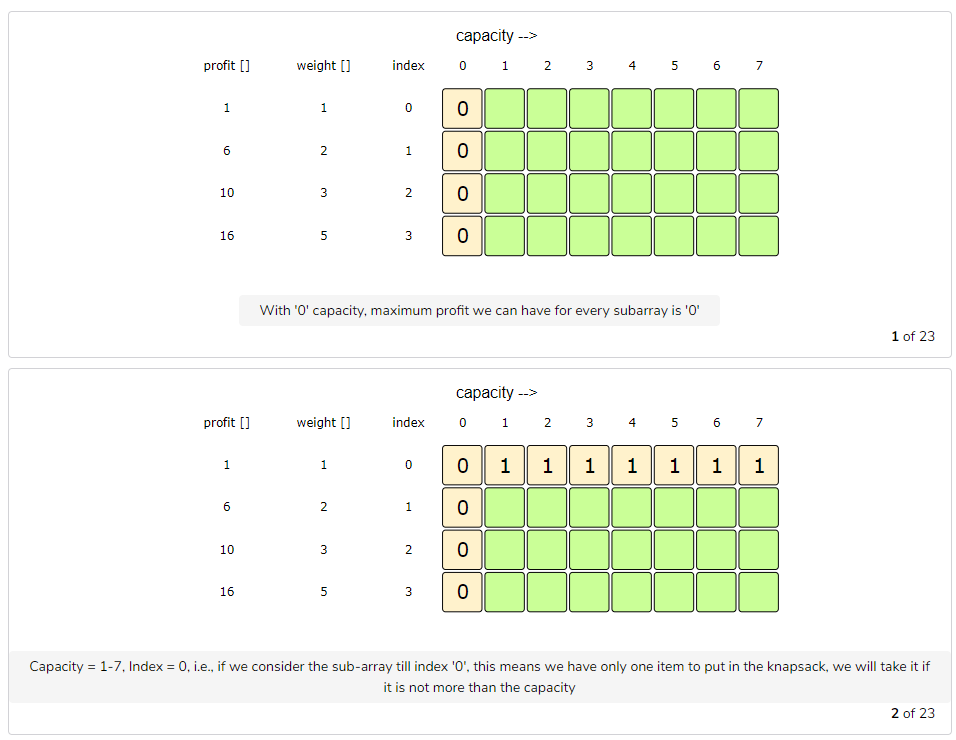 capacity -->
profit [] weight [] index 0 1 2 3 4 5 6 7
1 1 0 0
6 2 1 0
10 3 2 0
16 5 3 0
With '0' capacity, maximum profit we can have for every subarray is '0'
1 of 23
capacity -->
profit [] weight [] index 0 1 2 3 4 5 6 7
1 1 0 0 1 1 1 1 1 1 1
6 2 1 0
10 3 2 0
16 5 3 0
Capacity = 1-7, Index = 0, i.e., if we consider the sub-array till index '0', this means we have only one item to put in the knapsack, we will take it if
it is not more than the capacity
2 of 23